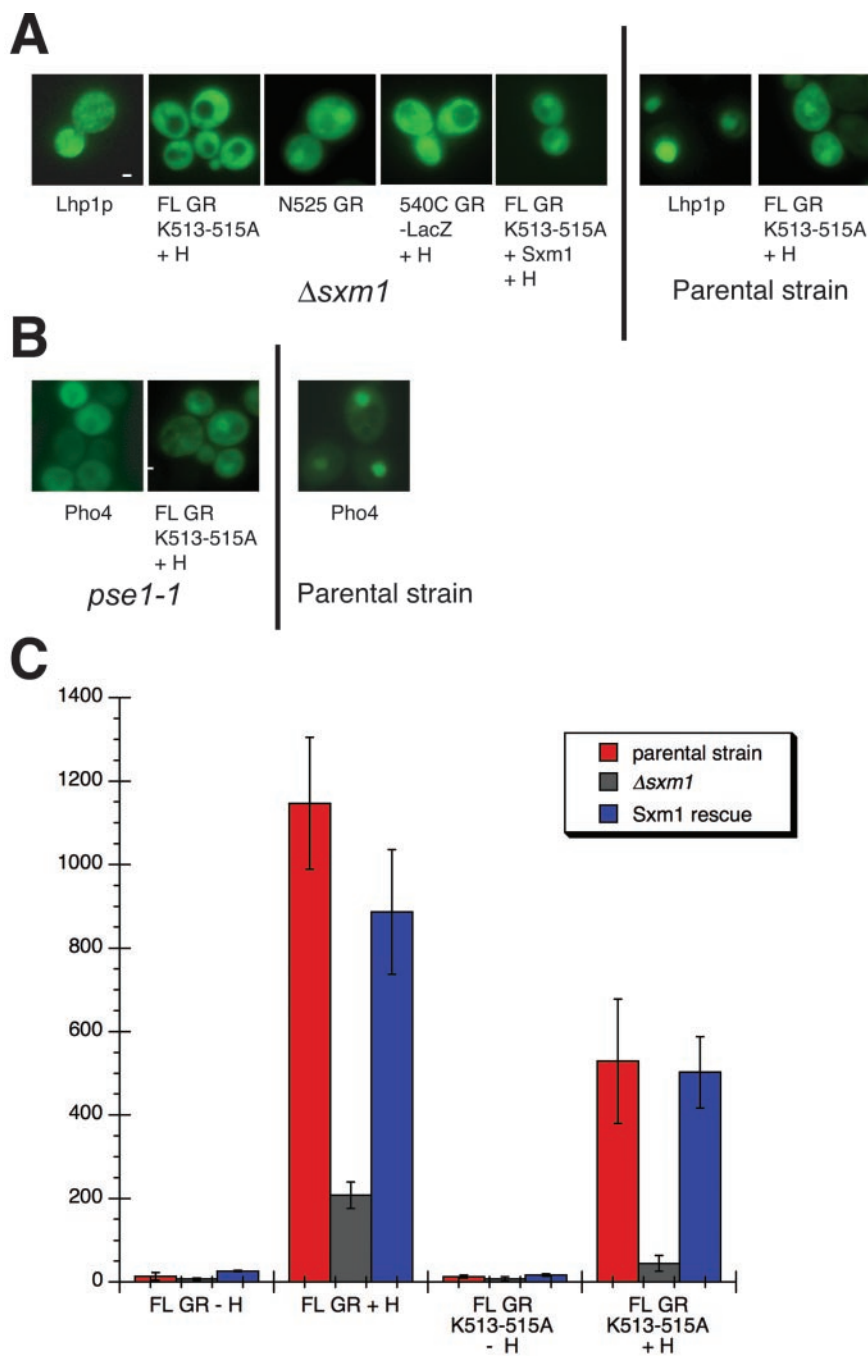 A
Lhp1p
FL GR
K513-515A
+ H
N525 GR
540C GR
-LacZ
+ H
FL GR
K513-515A
+ Sxm1
+ H
Δsxm1
Lhp1p
FL GR
K513-515A
+ H
Parental strain
B
Pho4
FL GR
K513-515A
+ H
pse1-1
Pho4
Parental strain
C
1400
1200
1000
800
600
400
200
0
parental strain
Δsxm1
Sxm1 rescue
FL GR - H
FL GR + H
FL GR
K513-515A
- H
FL GR
K513-515A
+ H